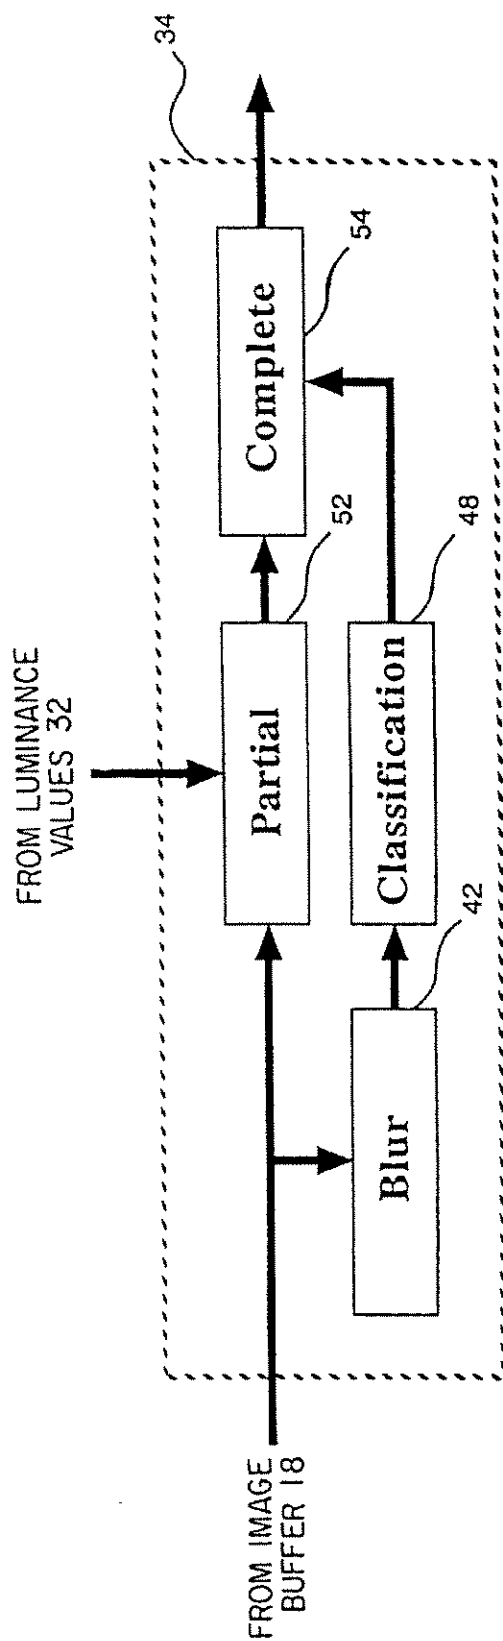 FROM LUMINANCE
VALUES 32
34
Partial
52
Complete
54
FROM IMAGE
BUFFER 18
Blur
42
Classification
48